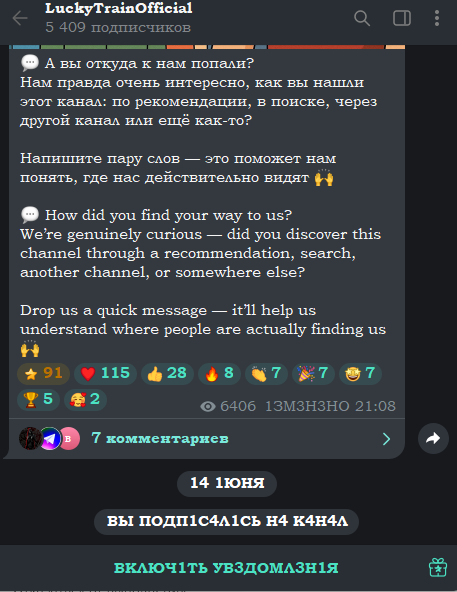 LuckyTrainOfficial
5 409 подписчиков
💬 А вы откуда к нам попали?
Нам правда очень интересно, как вы нашли
этот канал: по рекомендации, в поиске, через
другой канал или ещё как-то?
Напишите пару слов — это поможет нам
понять, где нас действительно видят 🙌
💬 How did you find your way to us?
We’re genuinely curious — did you discover this
channel through a recommendation, search,
another channel, or somewhere else?
Drop us a quick message — it’ll help us
understand where people are actually finding us
🙌
⭐ 91 ❤️ 115 👍 28 🔥 8 👏 7 🎉 7 🤩 7
🏆 5 🥰 2 6406 1ЗМ3Н3НО 21:08
B 7 комментариев
14 1ЮНЯ
ВЫ ПОДП1С4Л1СЬ Н4 К4Н4Л
ВКЛЮЧ1ТЬ УВ3ДОМЛ3Н1Я